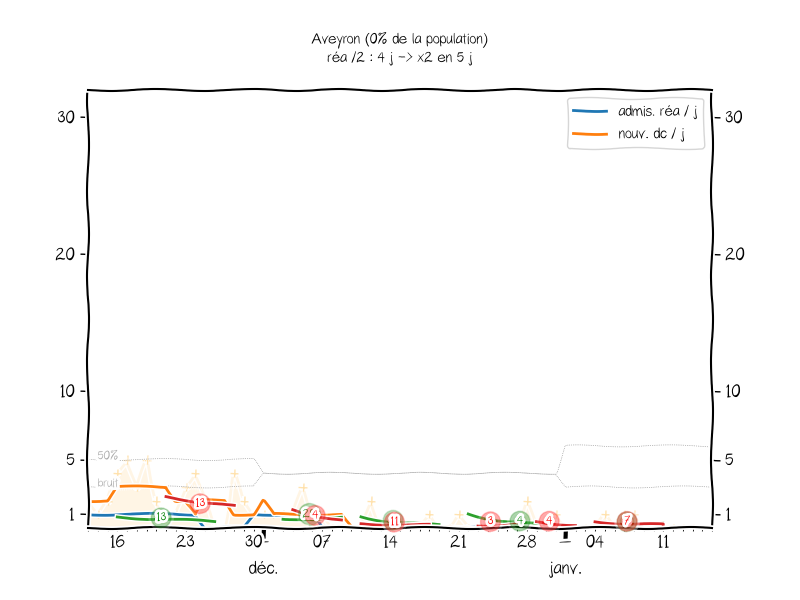 Aveyron (0% de la population)
réa /2 : 4 j -> x2 en 5 j
admis. réa / j
nouv. dc / j
30 30
20 20
10 10
5 5
1 1
50%
bruit
13 13 4 11 3 4 4 7
16 23 30 07 14 21 28 04 11
déc. janv.